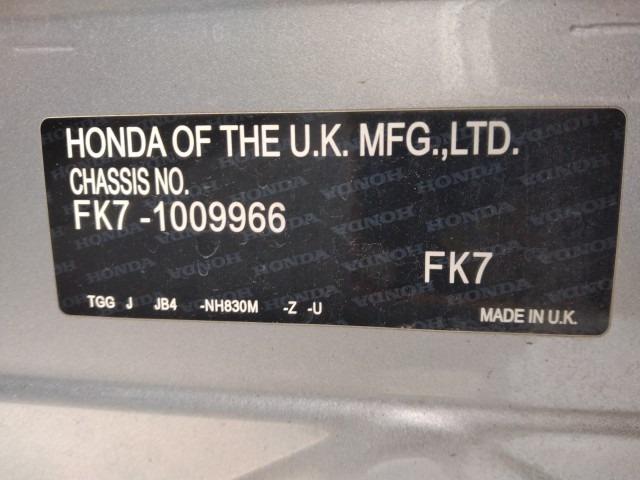 HONDA OF THE U.K. MFG.,LTD.
CHASSIS NO.
FK7 -1009966
FK7
TGG J JB4 -NH830M -Z -U
MADE IN U.K.